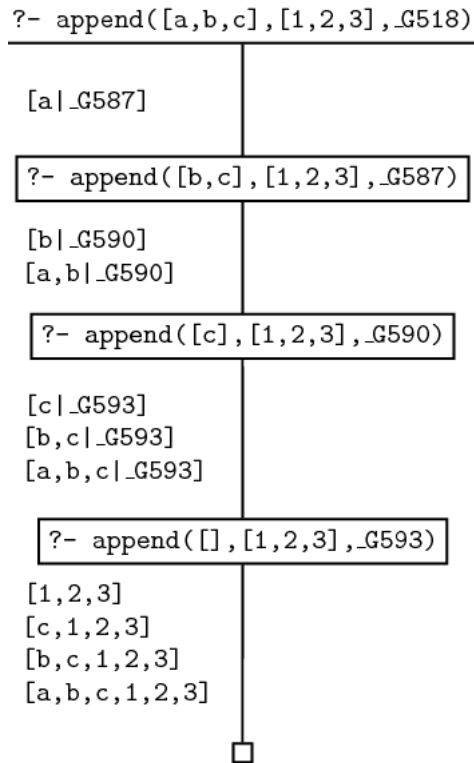 ?- append([a,b,c],[1,2,3],_G518)
[a|_G587]
?- append([b,c],[1,2,3],_G587)
[b|_G590]
[a,b|_G590]
?- append([c],[1,2,3],_G590)
[c|_G593]
[b,c|_G593]
[a,b,c|_G593]
?- append([],[1,2,3],_G593)
[1,2,3]
[c,1,2,3]
[b,c,1,2,3]
[a,b,c,1,2,3]